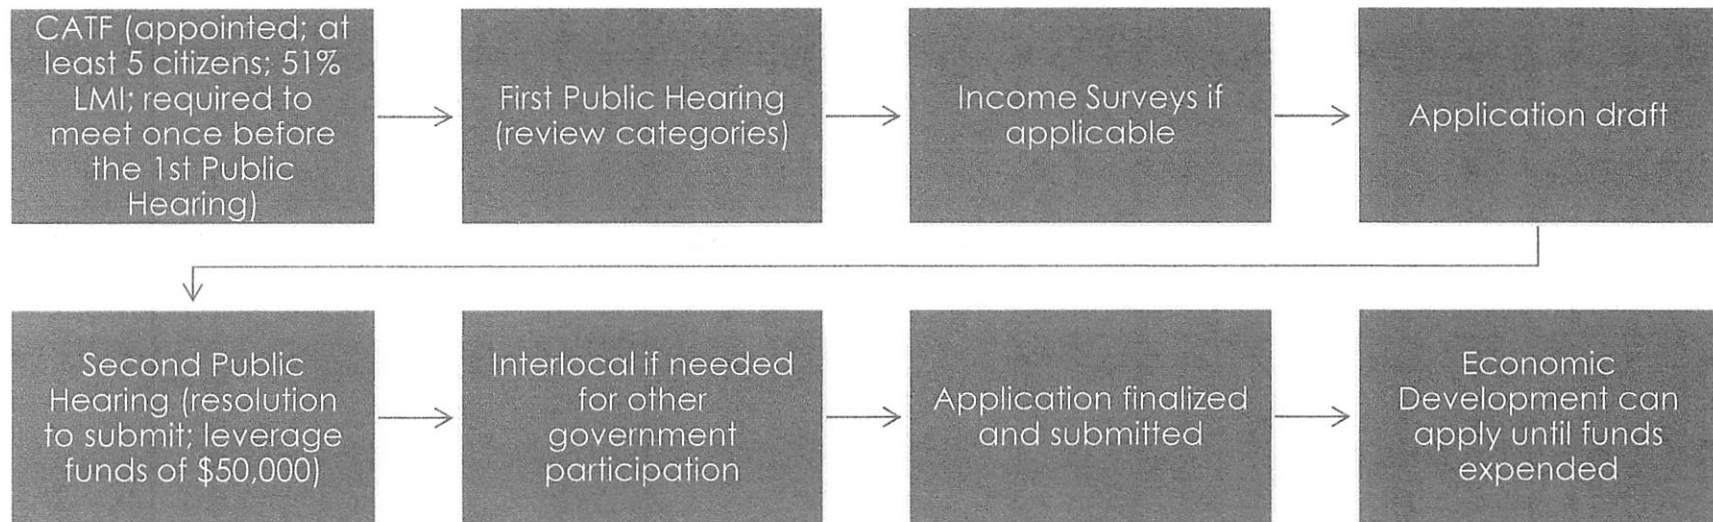 CATF (appointed; at
least 5 citizens; 51%
LMI; required to
meet once before
the 1st Public
Hearing)
First Public Hearing
(review categories)
Income Surveys if
applicable
Application draft
Second Public
Hearing (resolution
to submit; leverage
funds of $50,000)
Interlocal if needed
for other
government
participation
Application finalized
and submitted
Economic
Development can
apply until funds
expended